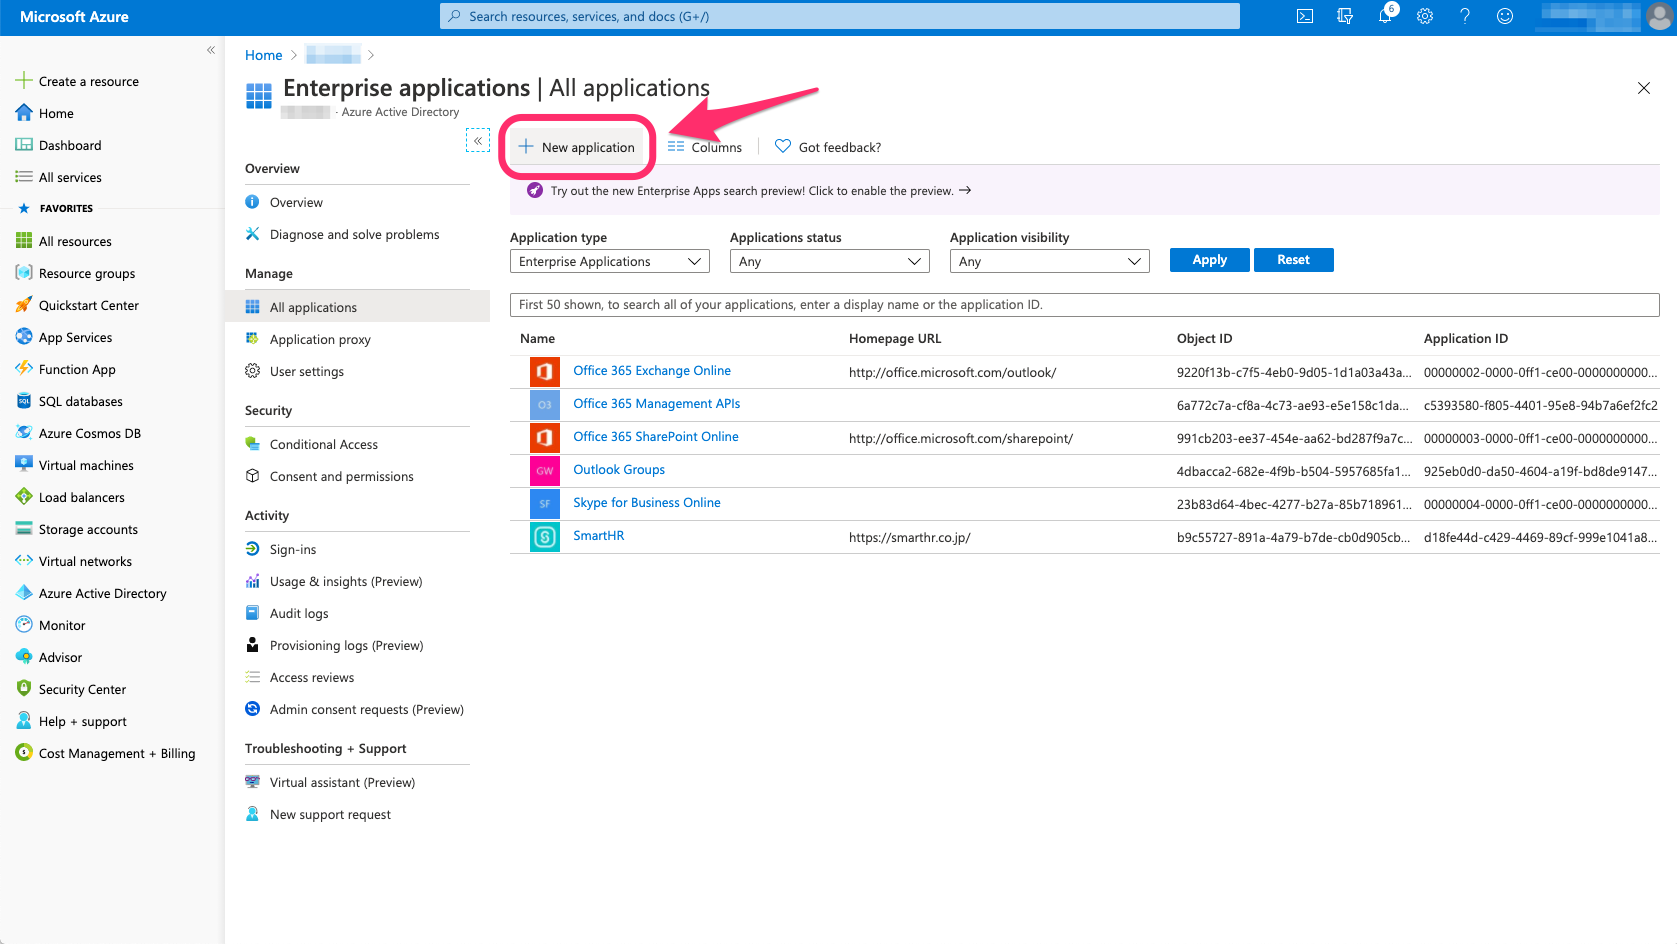 Microsoft Azure
Search resources, services, and docs (G+/)
6
Create a resource
Home
Dashboard
All services
FAVORITES
All resources
Resource groups
Quickstart Center
App Services
Function App
SQL databases
Azure Cosmos DB
Virtual machines
Load balancers
Storage accounts
Virtual networks
Azure Active Directory
Monitor
Advisor
Security Center
Help + support
Cost Management + Billing
Home
Enterprise applications | All applications
· Azure Active Directory
Overview
Overview
Diagnose and solve problems
Manage
All applications
Application proxy
User settings
Security
Conditional Access
Consent and permissions
Activity
Sign-ins
Usage & insights (Preview)
Audit logs
Provisioning logs (Preview)
Access reviews
Admin consent requests (Preview)
Troubleshooting + Support
Virtual assistant (Preview)
New support request
New application Columns Got feedback?
Try out the new Enterprise Apps search preview! Click to enable the preview. →
Application type Applications status Application visibility
Enterprise Applications Any Any Apply Reset
First 50 shown, to search all of your applications, enter a display name or the application ID.
Name Homepage URL Object ID Application ID
Office 365 Exchange Online http://office.microsoft.com/outlook/ 9220f13b-c7f5-4eb0-9d05-1d1a03a43a... 00000002-0000-0ff1-ce00-0000000000...
O3 Office 365 Management APIs 6a772c7a-cf8a-4c73-ae93-e5e158c1da... c5393580-f805-4401-95e8-94b7a6ef2fc2
Office 365 SharePoint Online http://office.microsoft.com/sharepoint/ 991cb203-ee37-454e-aa62-bd287f9a7c... 00000003-0000-0ff1-ce00-0000000000...
GW Outlook Groups 4dbacca2-682e-4f9b-b504-5957685fa1... 925eb0d0-da50-4604-a19f-bd8de9147...
SF Skype for Business Online 23b83d64-4bec-4277-b27a-85b718961... 00000004-0000-0ff1-ce00-0000000000...
SmartHR https://smarthr.co.jp/ b9c55727-891a-4a79-b7de-cb0d905cb... d18fe44d-c429-4469-89cf-999e1041a8...